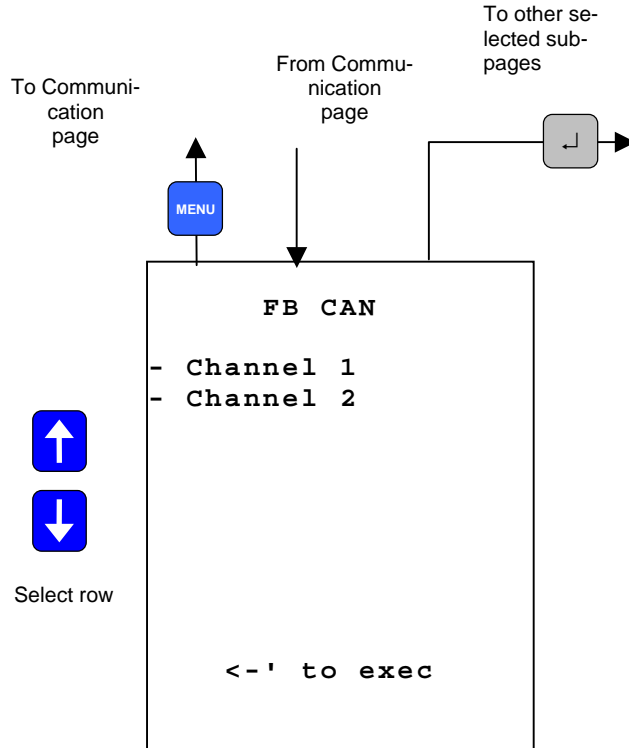 To other se-
lected sub-
pages
From Commu-
nication
page
To Communi-
cation
page
↵
MENU
FB CAN
- Channel 1
- Channel 2
Select row
<-' to exec